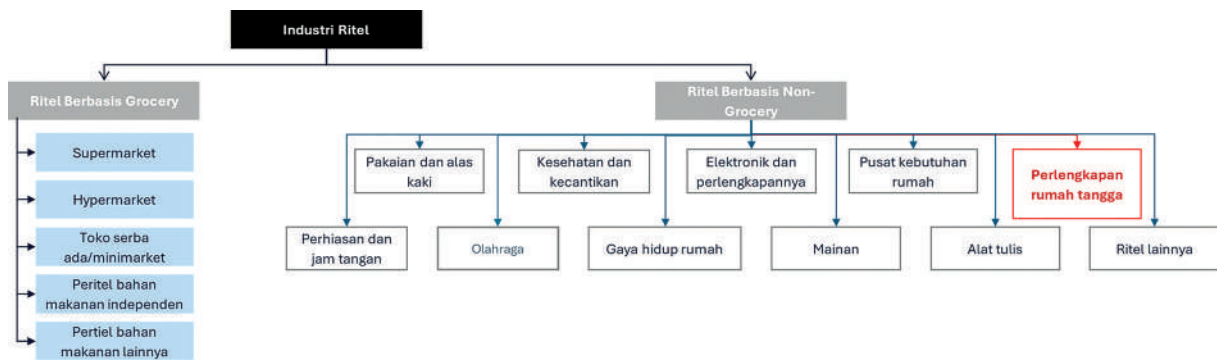 Industri Ritel
Ritel Berbasis Grocery
Ritel Berbasis Non-
Grocery
Supermarket
Hypermarket
Toko serba
ada/minimarket
Peritel bahan
makanan independen
Pertiel bahan
makanan lainnya
Pakaian dan alas
kaki
Kesehatan dan
kecantikan
Elektronik dan
perlengkapannya
Pusat kebutuhan
rumah
Perlengkapan
rumah tangga
Perhiasan dan
jam tangan
Olahraga
Gaya hidup rumah
Mainan
Alat tulis
Ritel lainnya